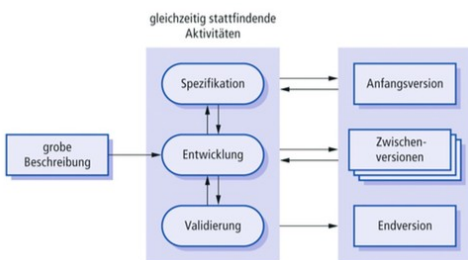 gleichzeitig stattfindende
Aktivitäten
Spezifikation
Anfangsversion
grobe
Beschreibung
Entwicklung
Zwischen-
versionen
Validierung
Endversion